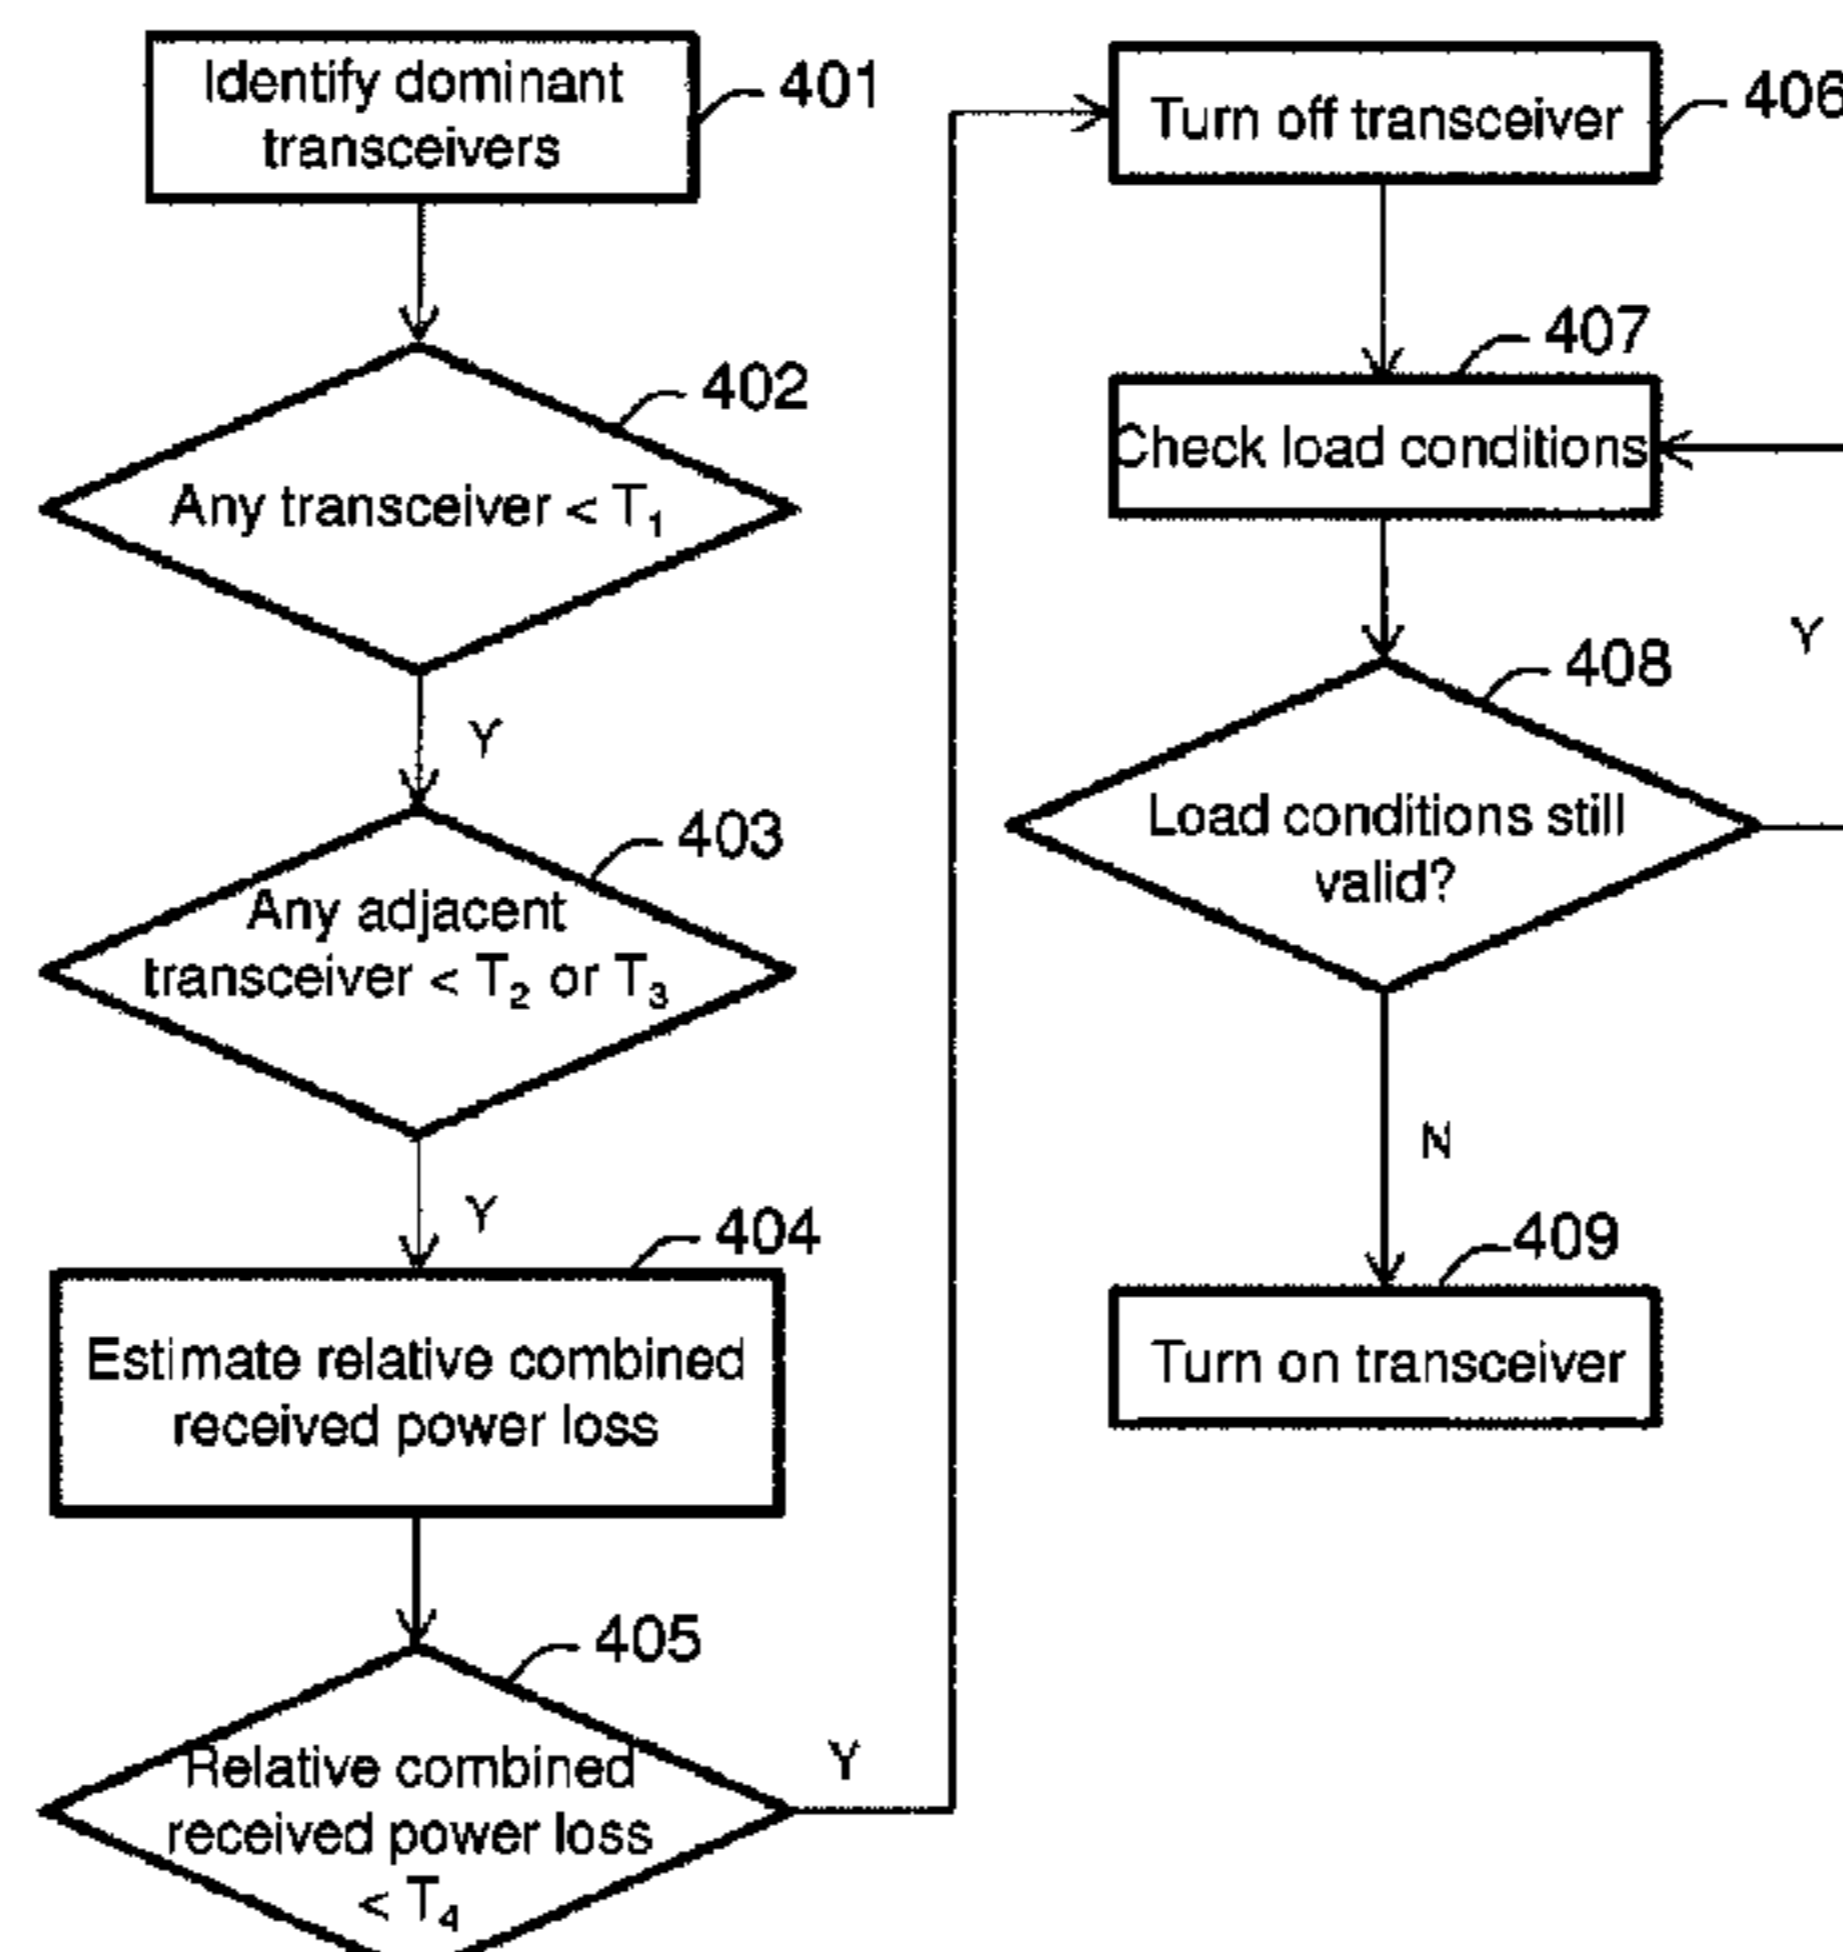 Identify dominant
transceivers
401
402
Any transceiver < T₁
Y
403
Any adjacent
transceiver < T₂ or T₃
Y
404
Estimate relative combined
received power loss
405
Relative combined
received power loss
< T₄
Y
Turn off transceiver
406
407
Check load conditions
Y
408
Load conditions still
valid?
N
409
Turn on transceiver